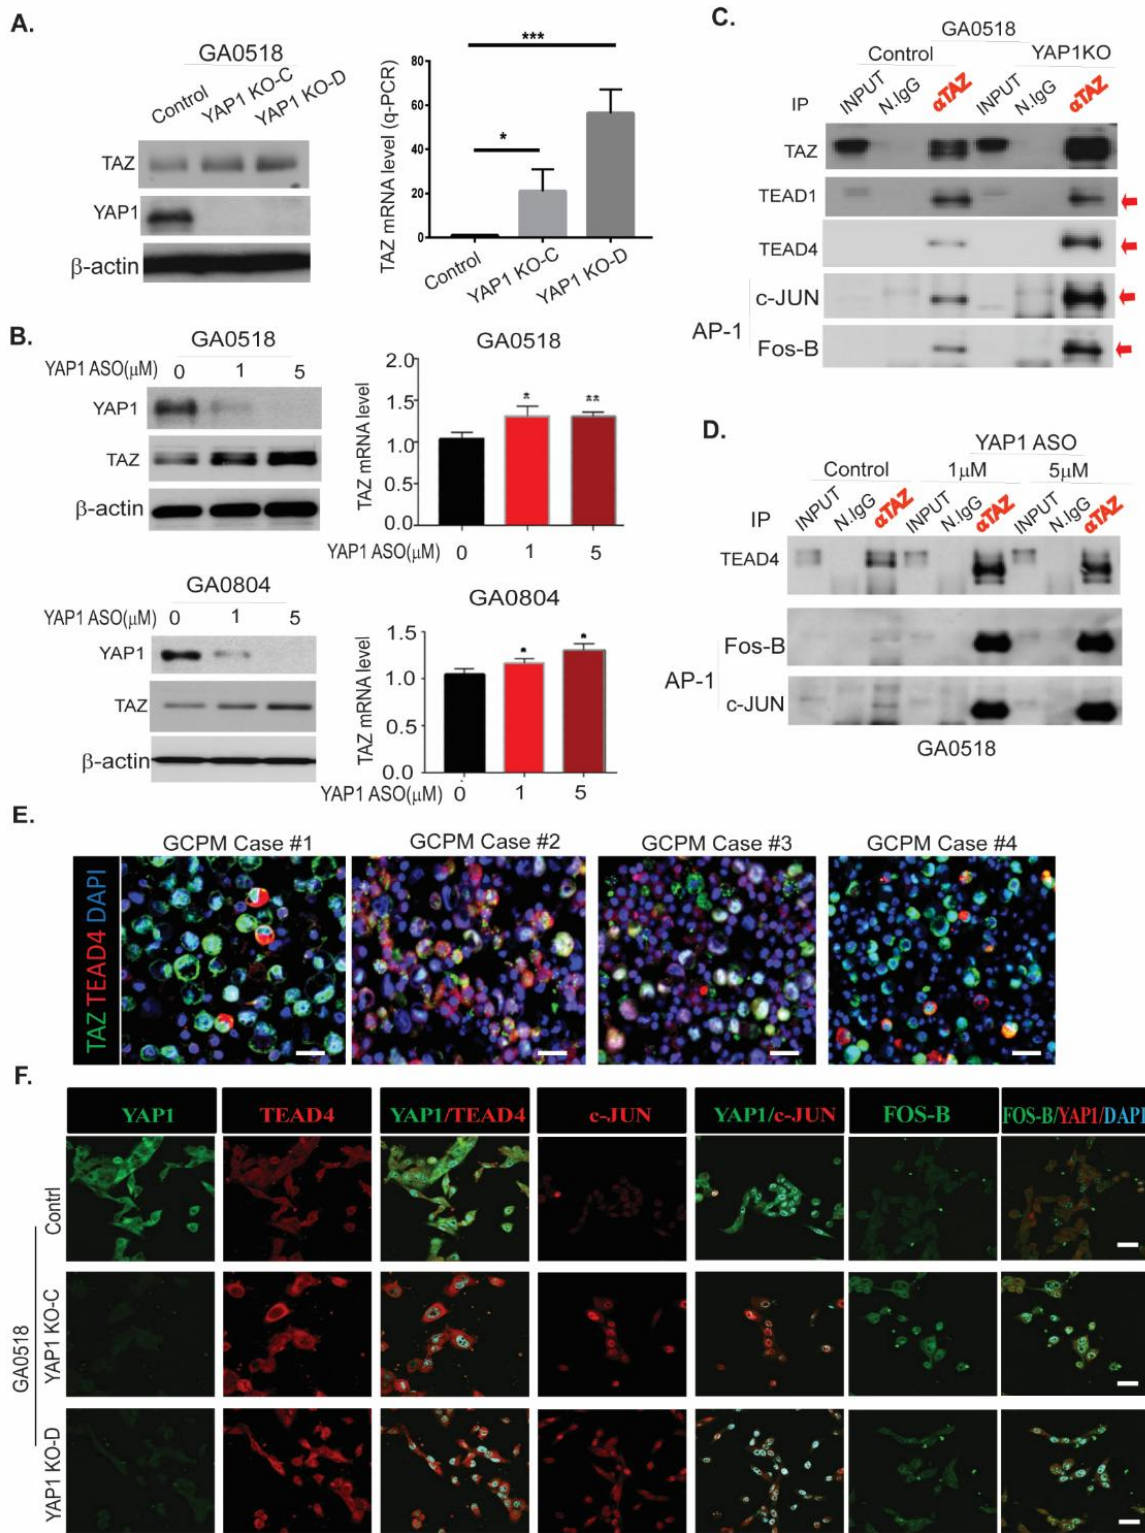 A.
GA0518
Control YAP1 KO-C YAP1 KO-D
TAZ
YAP1
β-actin
TAZ mRNA level (q-PCR)
80
60
40
20
0
***
*
Control YAP1 KO-C YAP1 KO-D
C.
GA0518
Control YAP1KO
IP INPUT N.IgG αTAZ INPUT N.IgG αTAZ
TAZ
TEAD1
TEAD4
c-JUN
AP-1
Fos-B
B.
GA0518
YAP1 ASO(μM) 0 1 5
YAP1
TAZ
β-actin
GA0518
TAZ mRNA level
2.0
1.5
1.0
0.5
0.0
* **
YAP1 ASO(μM) 0 1 5
GA0804
YAP1 ASO(μM) 0 1 5
YAP1
TAZ
β-actin
GA0804
TAZ mRNA level
1.5
1.0
0.5
0.0
* *
YAP1 ASO(μM) 0 1 5
D.
YAP1 ASO
Control 1μM 5μM
IP INPUT N.IgG αTAZ INPUT N.IgG αTAZ INPUT N.IgG αTAZ
TEAD4
Fos-B
AP-1
c-JUN
GA0518
E.
GCPM Case #1 GCPM Case #2 GCPM Case #3 GCPM Case #4
TAZ TEAD4 DAPI
F.
YAP1 TEAD4 YAP1/TEAD4 c-JUN YAP1/c-JUN FOS-B FOS-B/YAP1/DAPI
GA0518
Contrl
YAP1 KO-C
YAP1 KO-D